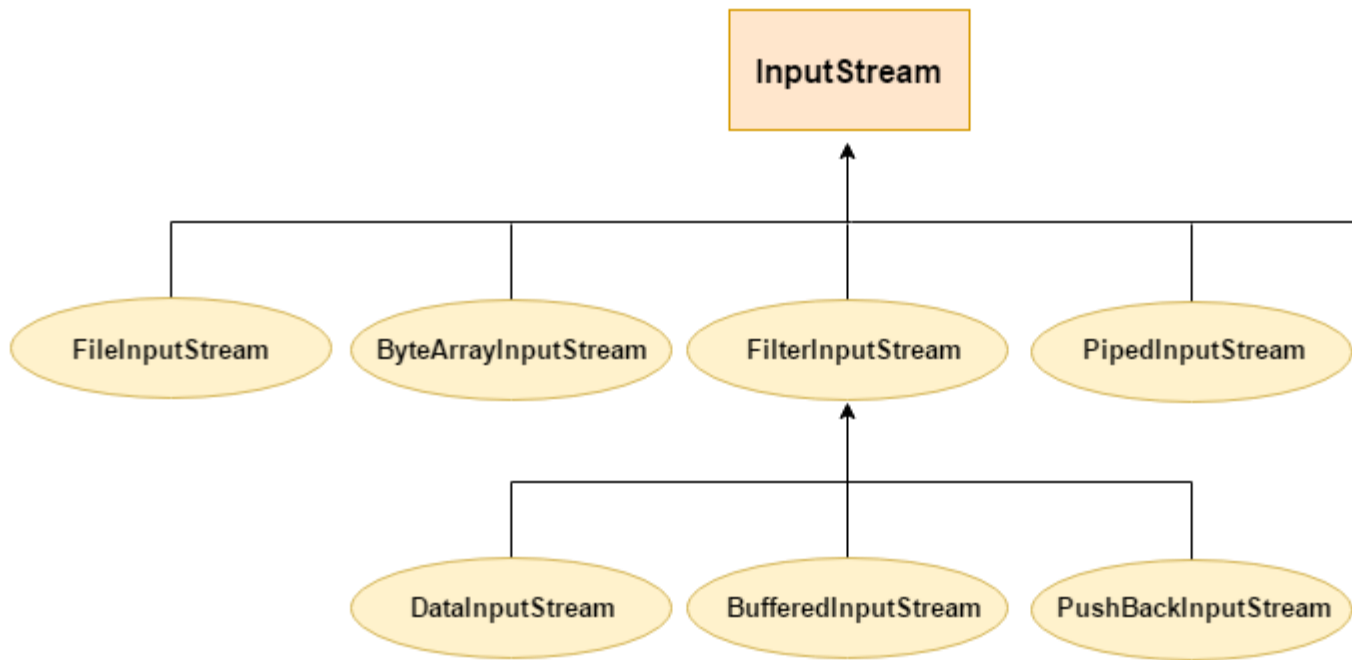 InputStream
FileInputStream
ByteArrayInputStream
FilterInputStream
PipedInputStream
DataInputStream
BufferedInputStream
PushBackInputStream